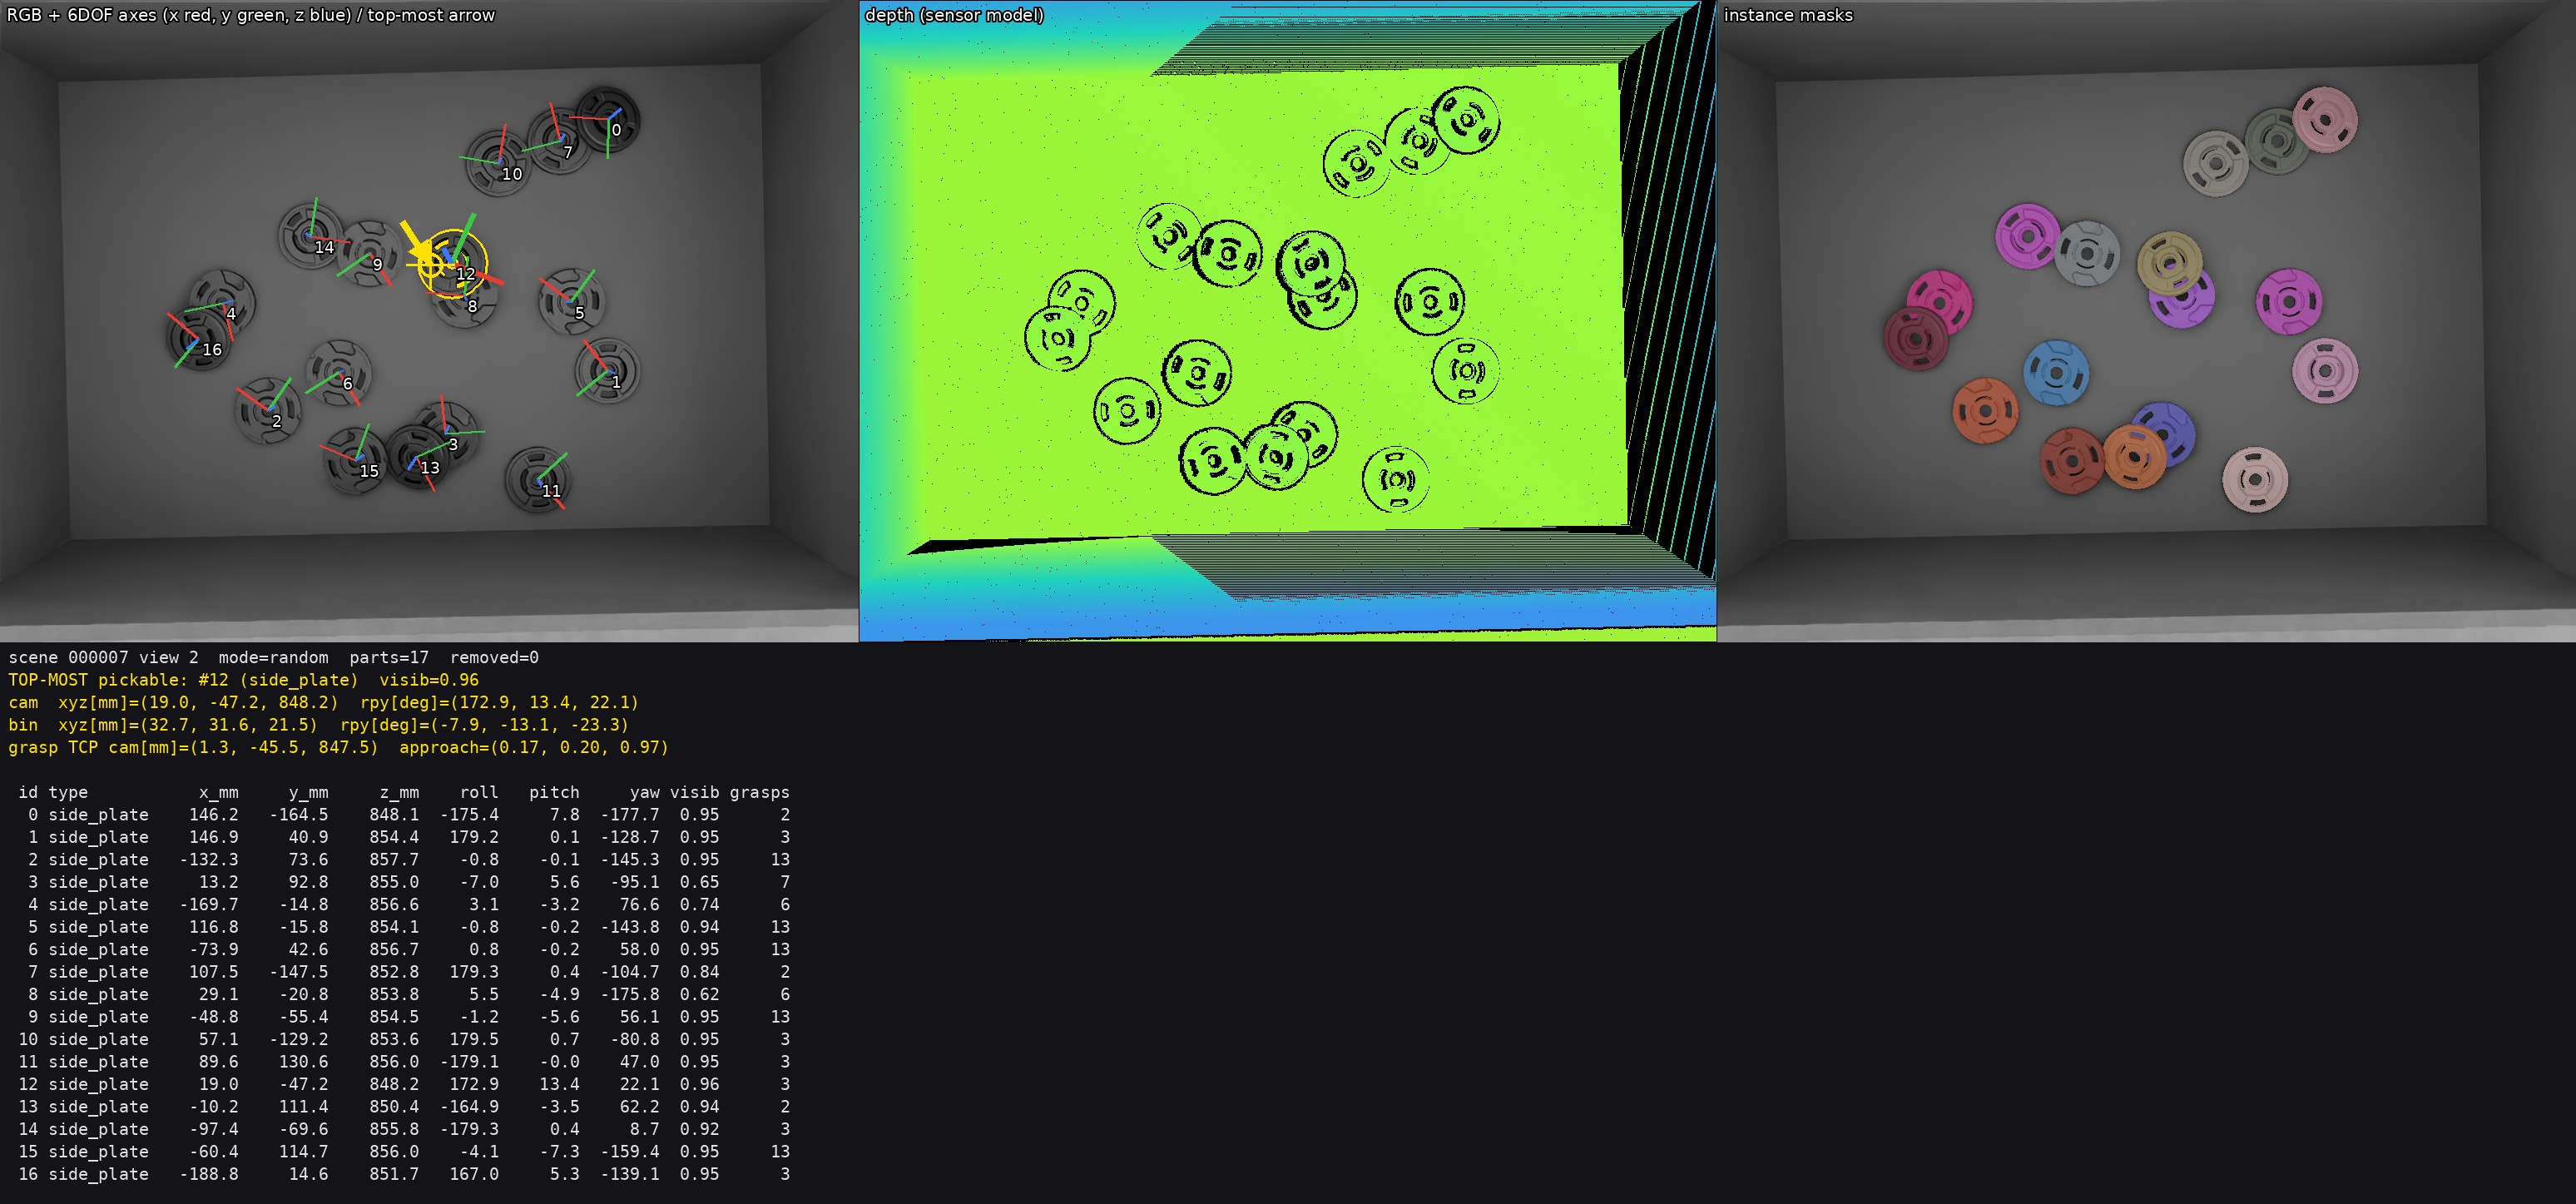 RGB + 6DOF axes (x red, y green, z blue) / top-most arrow
depth (sensor model)
instance masks
0
7
10
14
9
12
8
5
4
16
1
6
2
3
15
13
11
scene 000007 view 2  mode=random  parts=17  removed=0
TOP-MOST pickable: #12 (side_plate)  visib=0.96
cam  xyz[mm]=(19.0, -47.2, 848.2)  rpy[deg]=(172.9, 13.4, 22.1)
bin  xyz[mm]=(32.7, 31.6, 21.5)  rpy[deg]=(-7.9, -13.1, -23.3)
grasp TCP cam[mm]=(1.3, -45.5, 847.5)  approach=(0.17, 0.20, 0.97)
id type x_mm y_mm z_mm roll pitch yaw visib grasps
0 side_plate 146.2 -164.5 848.1 -175.4 7.8 -177.7 0.95 2
1 side_plate 146.9 40.9 854.4 179.2 0.1 -128.7 0.95 3
2 side_plate -132.3 73.6 857.7 -0.8 -0.1 -145.3 0.95 13
3 side_plate 13.2 92.8 855.0 -7.0 5.6 -95.1 0.65 7
4 side_plate -169.7 -14.8 856.6 3.1 -3.2 76.6 0.74 6
5 side_plate 116.8 -15.8 854.1 -0.8 -0.2 -143.8 0.94 13
6 side_plate -73.9 42.6 856.7 0.8 -0.2 58.0 0.95 13
7 side_plate 107.5 -147.5 852.8 179.3 0.4 -104.7 0.84 2
8 side_plate 29.1 -20.8 853.8 5.5 -4.9 -175.8 0.62 6
9 side_plate -48.8 -55.4 854.5 -1.2 -5.6 56.1 0.95 13
10 side_plate 57.1 -129.2 853.6 179.5 0.7 -80.8 0.95 3
11 side_plate 89.6 130.6 856.0 -179.1 -0.0 47.0 0.95 3
12 side_plate 19.0 -47.2 848.2 172.9 13.4 22.1 0.96 3
13 side_plate -10.2 111.4 850.4 -164.9 -3.5 62.2 0.94 2
14 side_plate -97.4 -69.6 855.8 -179.3 0.4 8.7 0.92 3
15 side_plate -60.4 114.7 856.0 -4.1 -7.3 -159.4 0.95 13
16 side_plate -188.8 14.6 851.7 167.0 5.3 -139.1 0.95 3